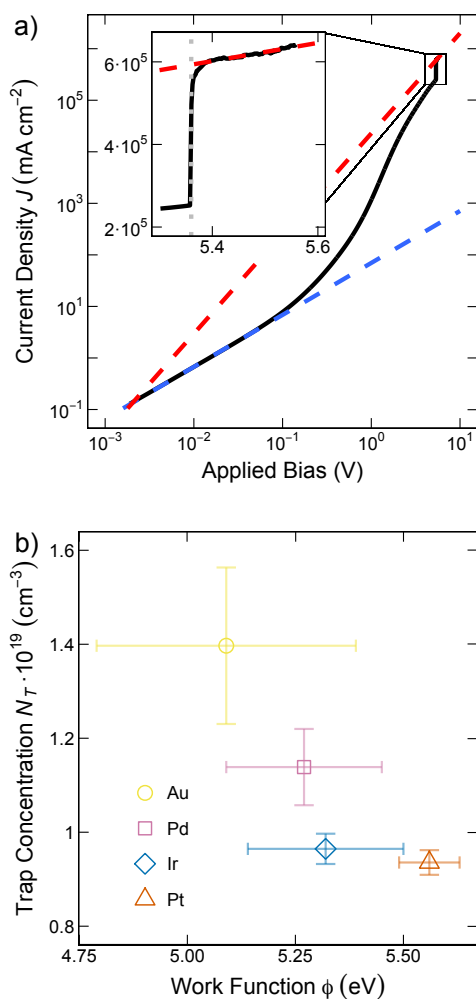 a)
6·10⁵
4·10⁵
2·10⁵
5.4
5.6
Current Density J (mA cm⁻²)
10⁵
10³
10¹
10⁻¹
10⁻³
10⁻²
10⁻¹
10⁰
10¹
Applied Bias (V)
b)
Trap Concentration N_T · 10¹⁹ (cm⁻³)
1.6
1.4
1.2
1
0.8
Au
Pd
Ir
Pt
4.75
5.00
5.25
5.50
Work Function ϕ (eV)